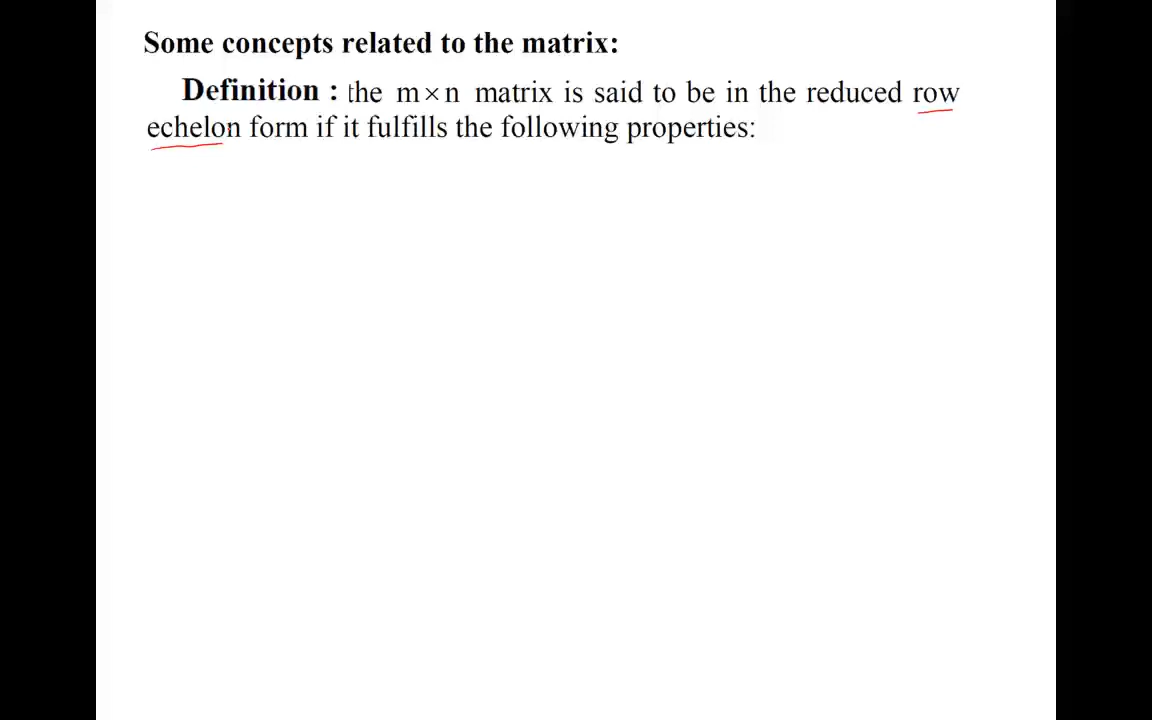 Some concepts related to the matrix:
Definition : the m×n matrix is said to be in the reduced row
echelon form if it fulfills the following properties: